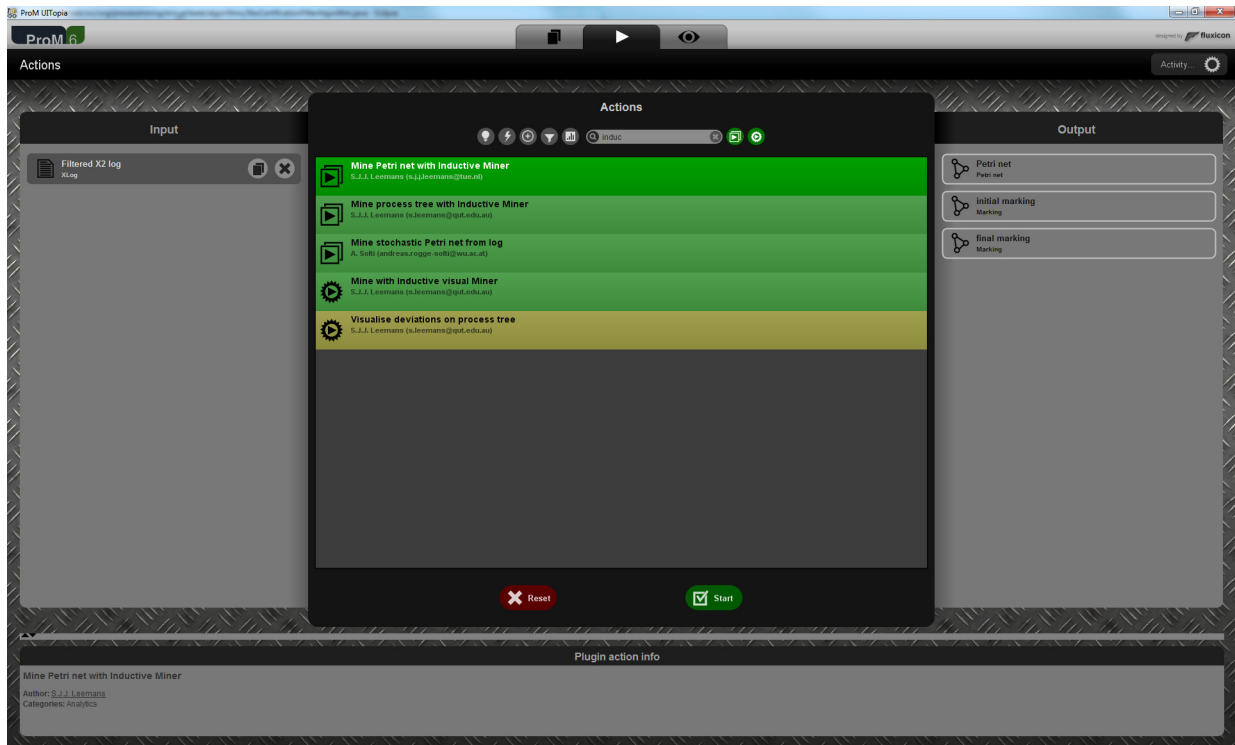 ProM UITopia
ProM 6
designed by fluxicon
Actions
Activity...
Actions
induc
Input
Filtered X2 log
XLog
Mine Petri net with Inductive Miner
S.J.J. Leemans (s.j.j.leemans@tue.nl)
Mine process tree with Inductive Miner
S.J.J. Leemans (s.leemans@qut.edu.au)
Mine stochastic Petri net from log
A. Solti (andreas.rogge-solti@wu.ac.at)
Mine with Inductive visual Miner
S.J.J. Leemans (s.leemans@qut.edu.au)
Visualise deviations on process tree
S.J.J. Leemans (s.leemans@qut.edu.au)
Reset
Start
Output
Petri net
Petri net
initial marking
Marking
final marking
Marking
Plugin action info
Mine Petri net with Inductive Miner
Author: S.J.J. Leemans
Categories: Analytics